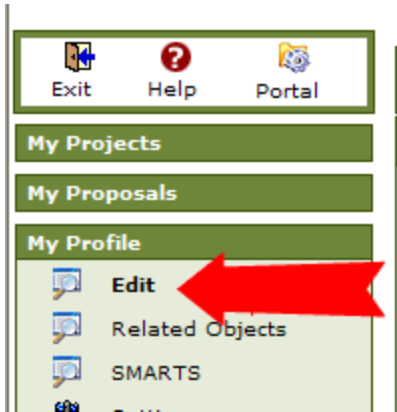 Exit Help Portal
My Projects
My Proposals
My Profile
Edit
Related Objects
SMARTS